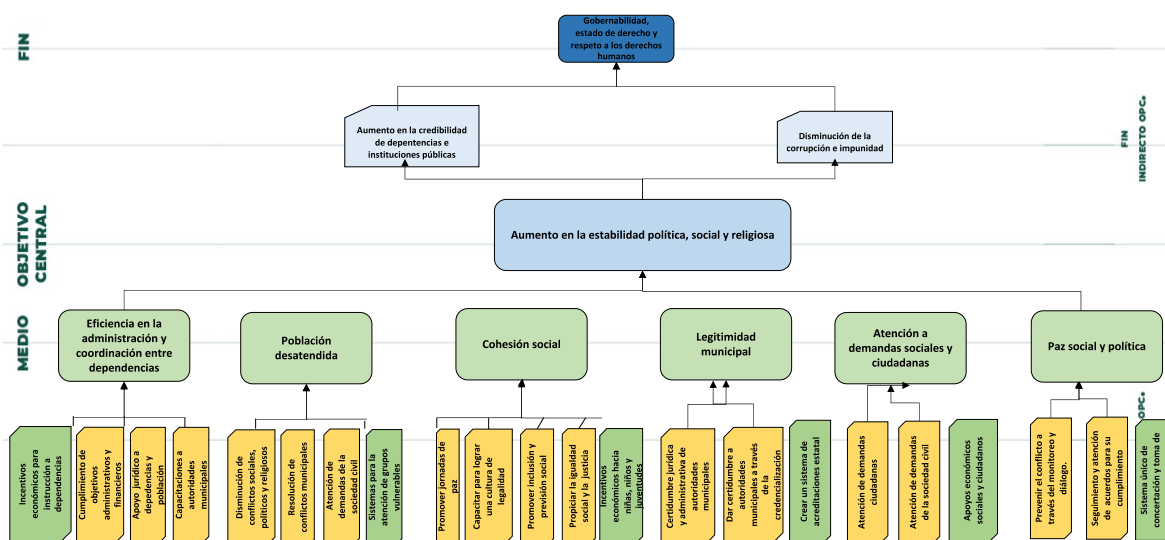 FIN
Gobernabilidad,
estado de derecho y
respeto a los derechos
humanos
Aumento en la credibilidad
de depentencias e
instituciones públicas
Disminución de la
corrupción e impunidad
FIN
INDIRECTO OPC.
OBJETIVO
CENTRAL
Aumento en la estabilidad política, social y religiosa
MEDIO
Eficiencia en la
administración y
coordinación entre
dependencias
Población
desatendida
Cohesión social
Legitimidad
municipal
Atención a
demandas sociales y
ciudadanas
Paz social y política
OPC.
Incentivos
económicos para
instrucción a
dependencias
Cumplimiento de
objetivos
administrativos y
financieros
Apoyo jurídico a
depedencias y
población
Capacitaciones a
autoridades
municipales
Disminución de
conflictos sociales,
políticos y religiosos
Resolución de
conflictos municipales
Atención de
demandas de la
sociedad civil
Sistemas para la
atención de grupos
vulnerables
Promover jornadas de
paz
Capacitar para lograr
una cultura de
legalidad
Promover inclusión y
previsión social
Propiciar la igualdad
social y la justicia
Incentivos
económicos hacia
niñas, niños y
juventudes
Certidumbre jurídica
y administrativa de
autoridades
municipales
Dar certidumbre a
autoridades
municipales a través
de la
credencialización
Crear un sistema de
acreditaciones estatal
Atención de demandas
ciudadanas
Atención de demandas
de la sociedad civil
Apoyos económicos
sociales y ciudadanos
Prevenir el conflicto a
través del monitoreo y
diálogo.
Seguimiento y atención
de acuerdos para su
cumplimiento
Sistema único de
concertación y toma de